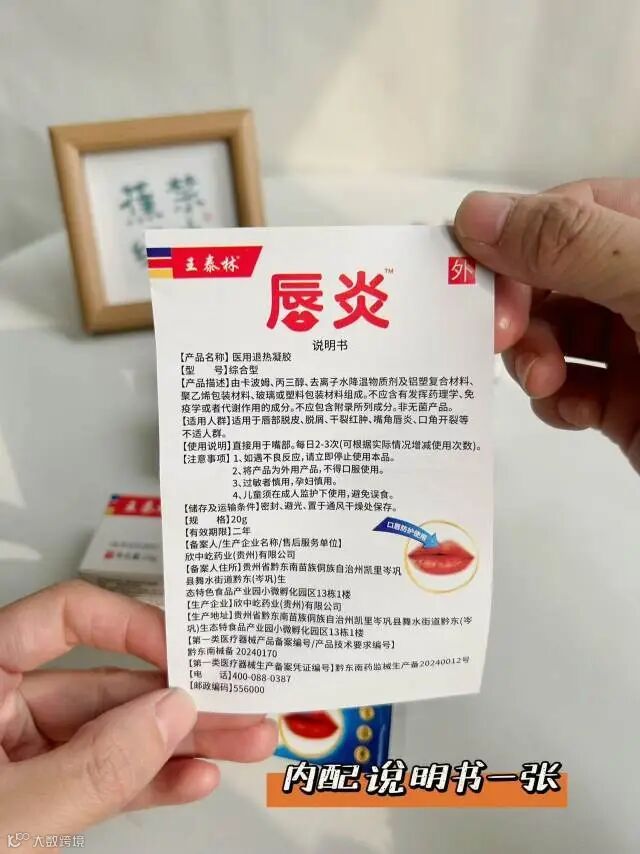 王泰林®
唇炎™
外
说明书
【产品名称】医用退热凝胶
【型 号】综合型
【产品描述】由卡波姆、丙三醇、去离子水降温物质剂及铝塑复合材料、
聚乙烯包装材料、玻璃或塑料包装材料组成。不应含有发挥药理学、免
疫学或者代谢作用的成分。不应包含附录所列成分。非无菌产品。
【适用人群】适用于唇部脱皮、脱屑、干裂红肿、嘴角唇炎、口角开裂等
不适人群。
【使用说明】直接用于嘴部。每日2-3次(可根据实际情况增减使用次数)。
【注意事项】1、如遇不良反应,请立即停止使用本品。
2、将产品为外用产品,不得口服使用。
3、过敏者慎用,孕妇慎用。
4、儿童须在成人监护下使用,避免误食。
【储存及运输条件】密封、避光、置于通风干燥处保存。
【规 格】20g
【有效期限】二年
【备案人/生产企业名称/售后服务单位】
欣中屹药业(贵州)有限公司
【备案人住所】贵州省黔东南苗族侗族自治州凯里岑巩
县舞水街道黔东(岑巩)生
态特色食品产业园小微孵化园区13栋1楼
【生产企业】欣中屹药业(贵州)有限公司
【生产地址】贵州省黔东南苗族侗族自治州凯里岑巩县舞水街道黔东(岑
巩)生态特食品产业园小微孵化园区13栋1楼
【第一类医疗器械产品备案编号/产品技术要求编号】
黔东南械备 20240170
【第一类医疗器械生产备案凭证编号】黔东南药监械生产备20240012号
【电 话】400-088-0387
【邮政编码】556000
口唇防护使用
王泰林
内配说明书一张
大数跨境